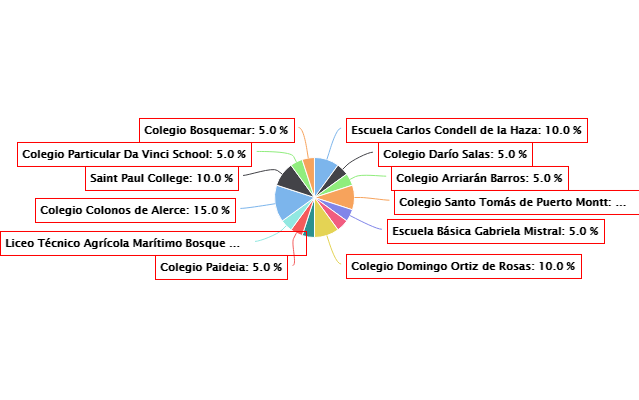 Colegio Bosquemar: 5.0 %
Escuela Carlos Condell de la Haza: 10.0 %
Colegio Particular Da Vinci School: 5.0 %
Colegio Darío Salas: 5.0 %
Saint Paul College: 10.0 %
Colegio Arriarán Barros: 5.0 %
Colegio Santo Tomás de Puerto Montt: ...
Colegio Colonos de Alerce: 15.0 %
Escuela Básica Gabriela Mistral: 5.0 %
Liceo Técnico Agrícola Marítimo Bosque ...
Colegio Paideia: 5.0 %
Colegio Domingo Ortiz de Rosas: 10.0 %